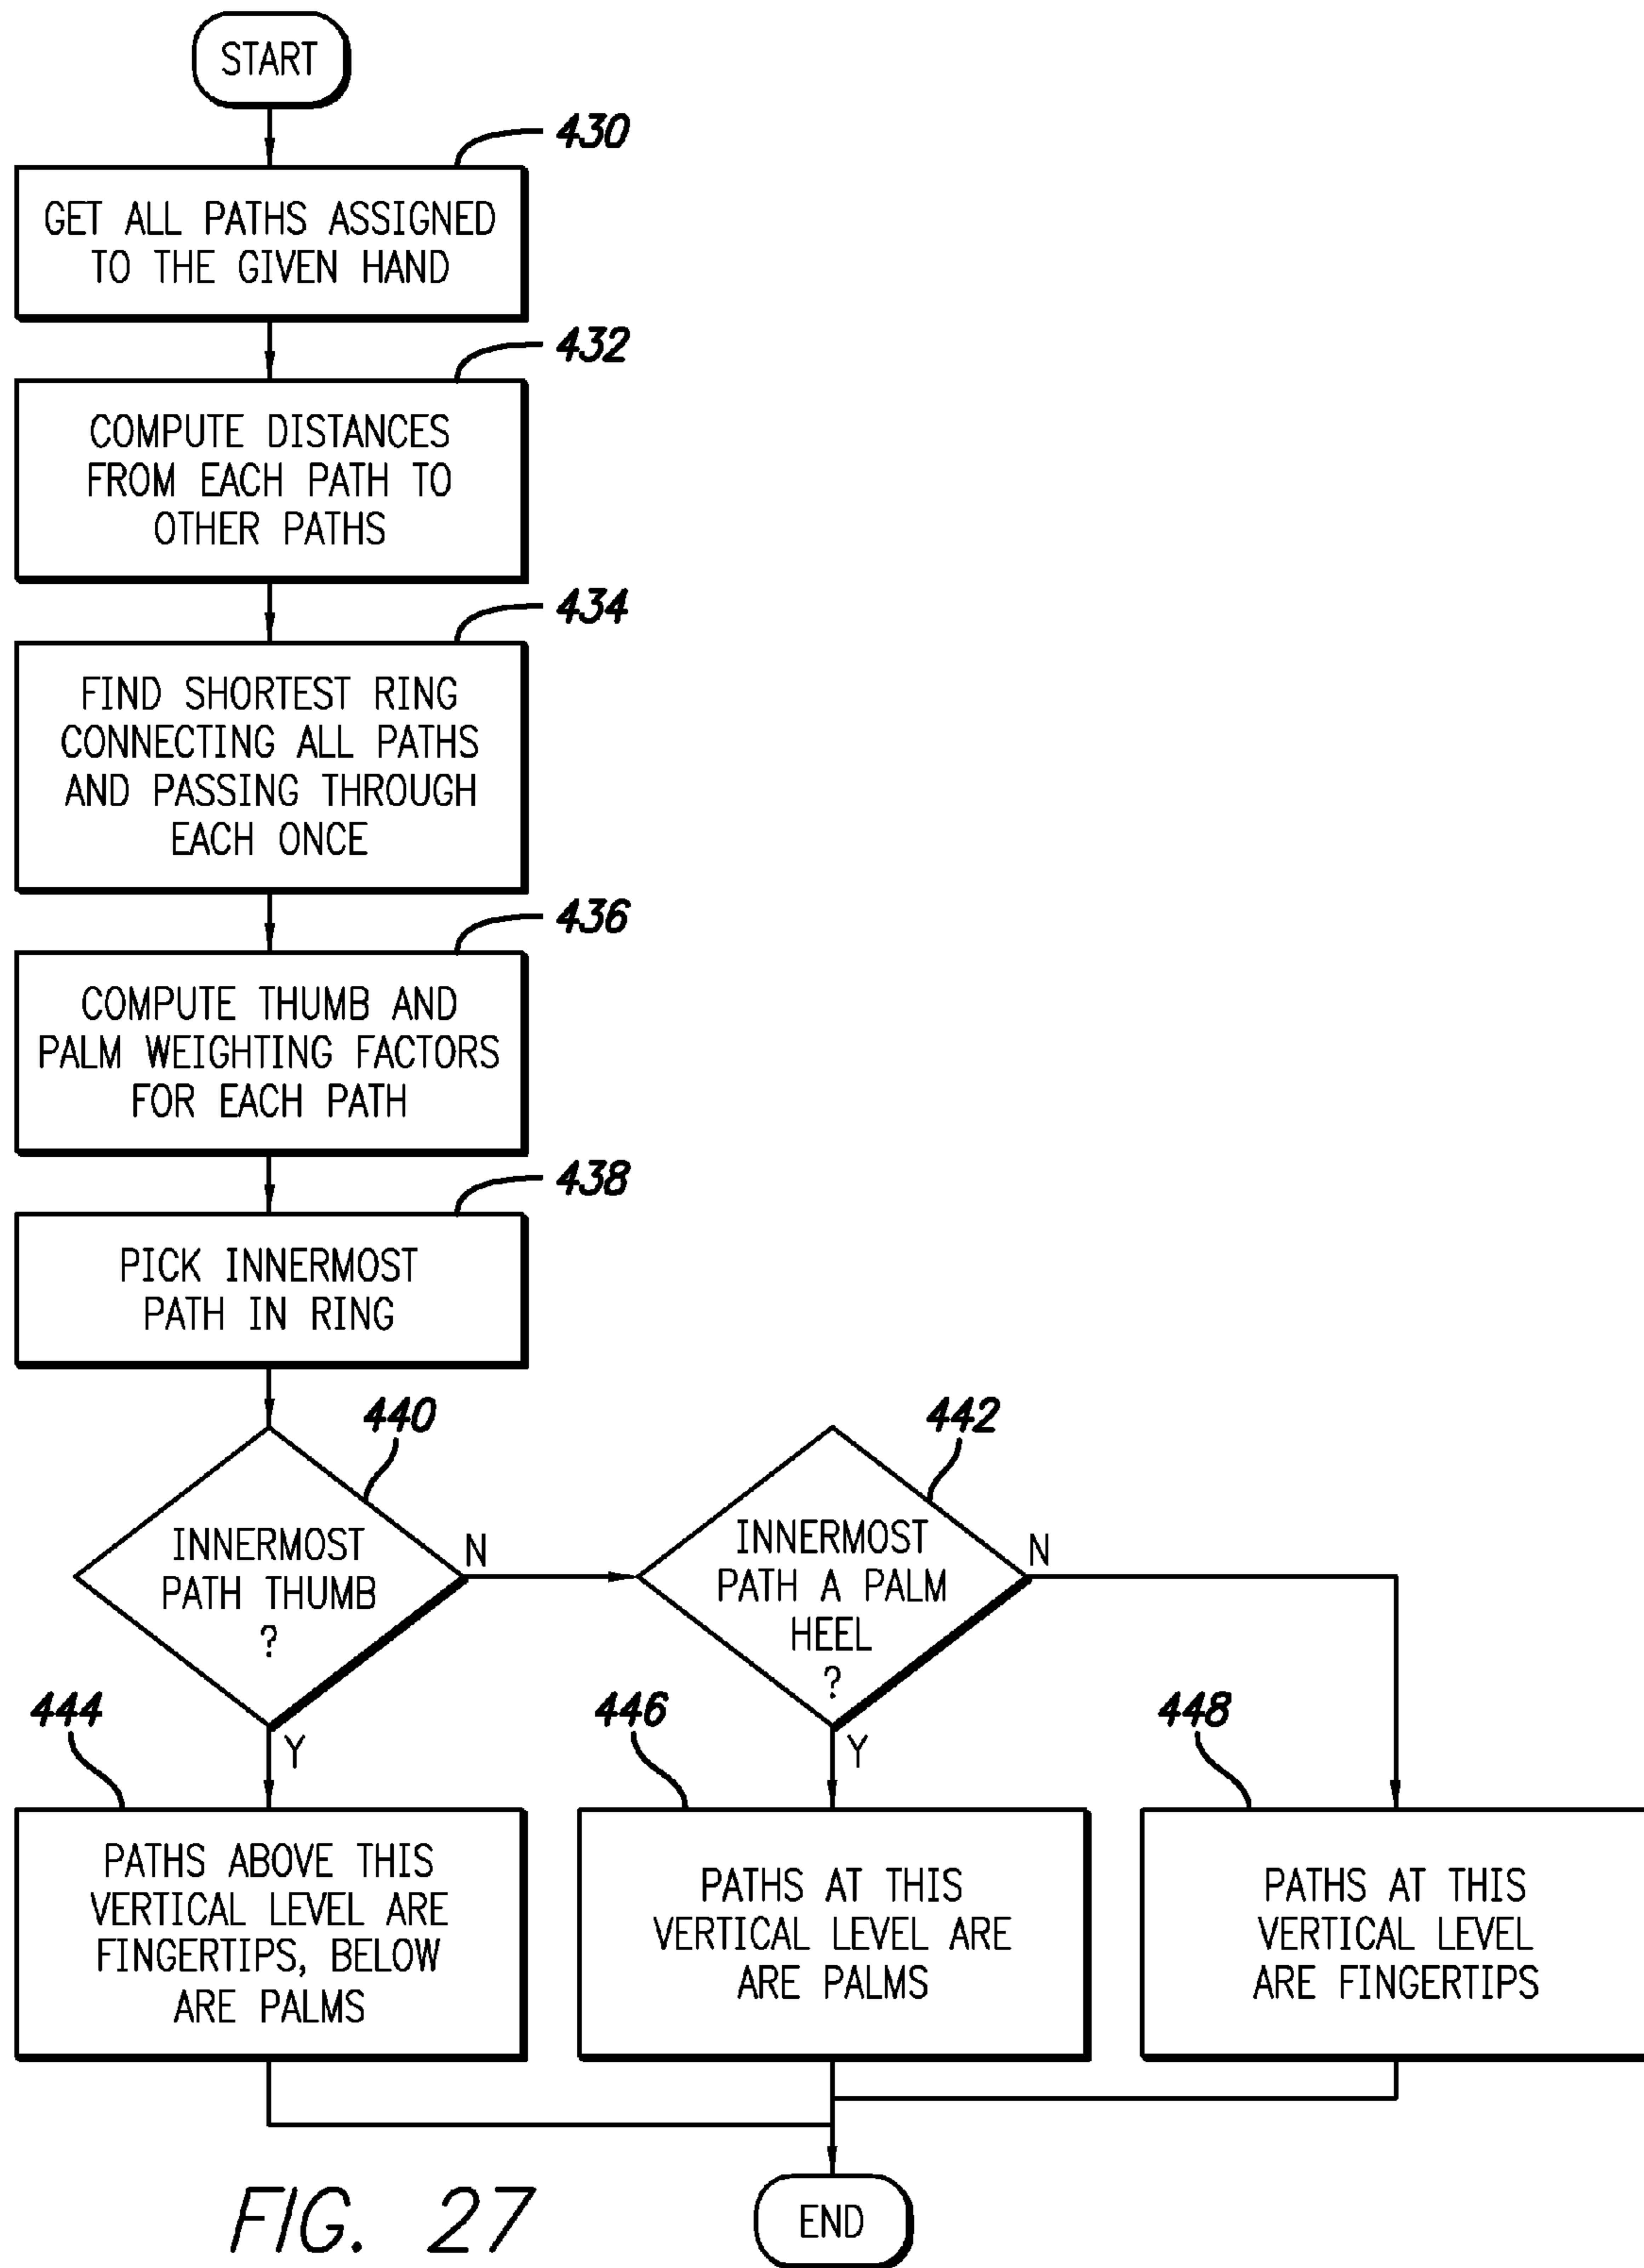 START
430
GET ALL PATHS ASSIGNED
TO THE GIVEN HAND
432
COMPUTE DISTANCES
FROM EACH PATH TO
OTHER PATHS
434
FIND SHORTEST RING
CONNECTING ALL PATHS
AND PASSING THROUGH
EACH ONCE
436
COMPUTE THUMB AND
PALM WEIGHTING FACTORS
FOR EACH PATH
438
PICK INNERMOST
PATH IN RING
440
INNERMOST
PATH THUMB
?
N
Y
442
INNERMOST
PATH A PALM
HEEL
?
N
Y
444
PATHS ABOVE THIS
VERTICAL LEVEL ARE
FINGERTIPS, BELOW
ARE PALMS
446
PATHS AT THIS
VERTICAL LEVEL ARE
ARE PALMS
448
PATHS AT THIS
VERTICAL LEVEL
ARE FINGERTIPS
END
FIG. 27